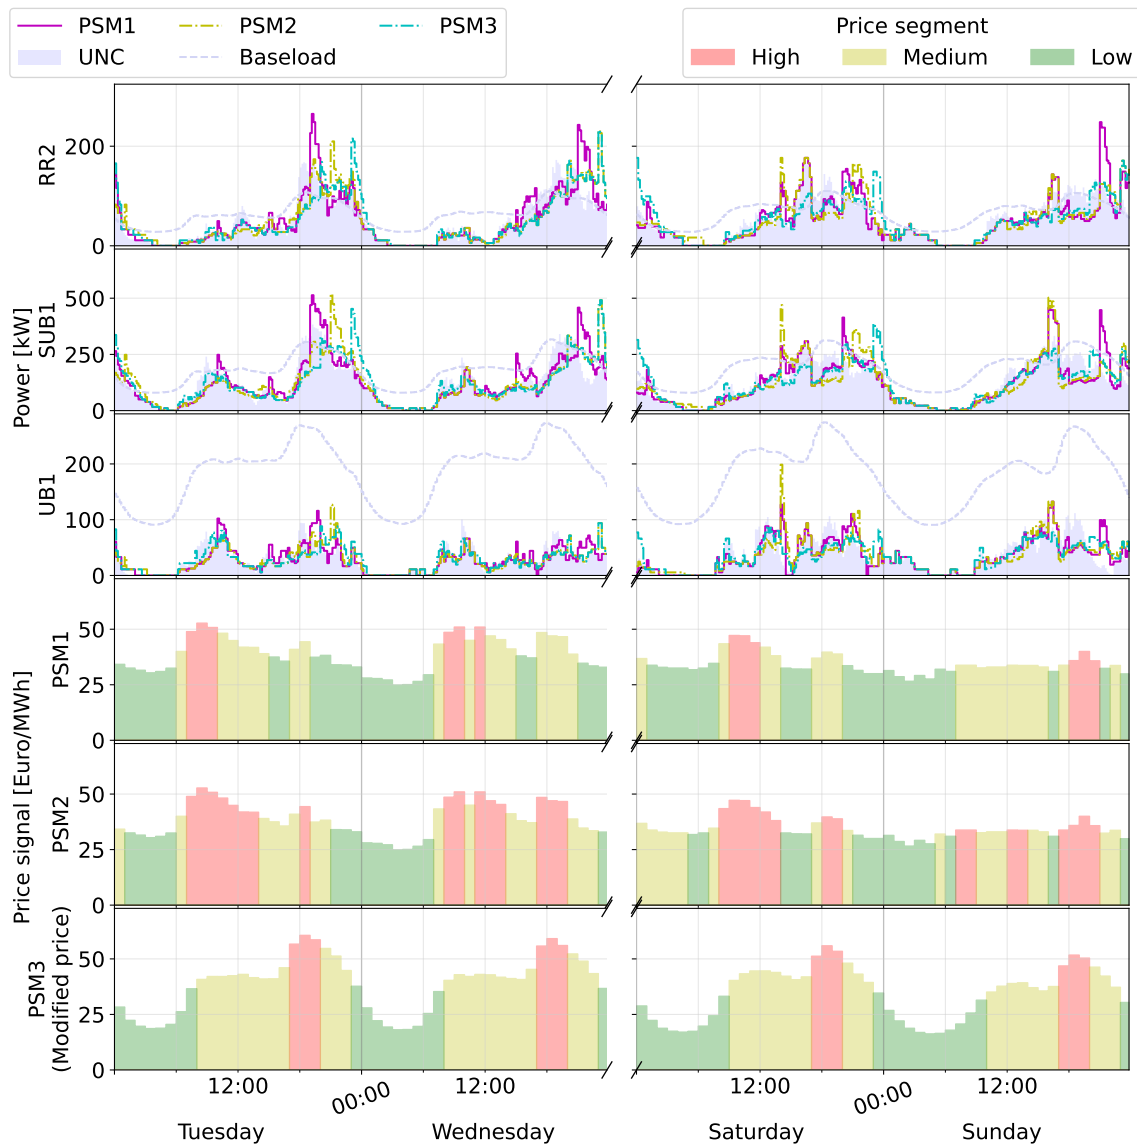 PSM1 PSM2 PSM3
UNC Baseload
Price segment
High Medium Low
RR2
200
0
Power [kW]
SUB1
500
250
0
UB1
200
100
0
Price signal [Euro/MWh]
PSM1
50
25
0
PSM2
50
25
0
PSM3
(Modified price)
50
25
0
12:00 00:00 12:00 12:00 00:00 12:00
Tuesday Wednesday Saturday Sunday